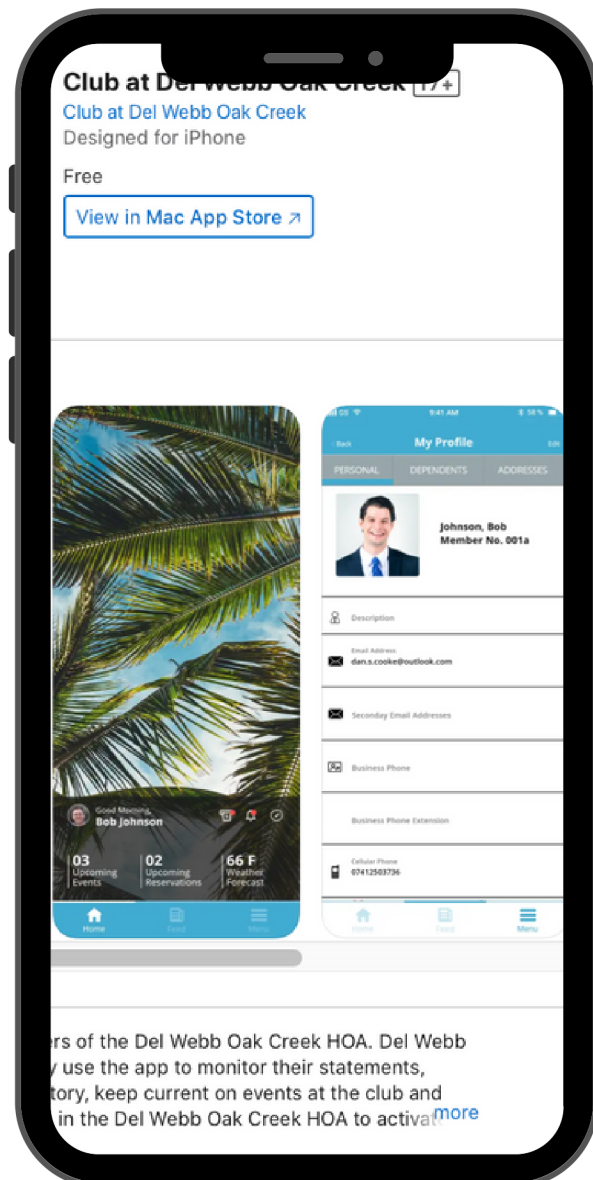 Club at Del Webb Oak Creek 17+
Club at Del Webb Oak Creek
Designed for iPhone
Free
View in Mac App Store ↗
Good Morning,
Bob Johnson
03
Upcoming
Events
02
Upcoming
Reservations
66 F
Weather
Forecast
Home
Feed
Menu
9:41 AM
58%
Back
My Profile
Edit
PERSONAL
DEPENDENTS
ADDRESSES
Johnson, Bob
Member No. 001a
Description
Email Address
dan.s.cooke@outlook.com
Seconday Email Addresses
Business Phone
Business Phone Extension
Cellular Phone
07412503736
Home
Feed
Menu
ers of the Del Webb Oak Creek HOA. Del Webb
y use the app to monitor their statements,
tory, keep current on events at the club and
in the Del Webb Oak Creek HOA to activat
more